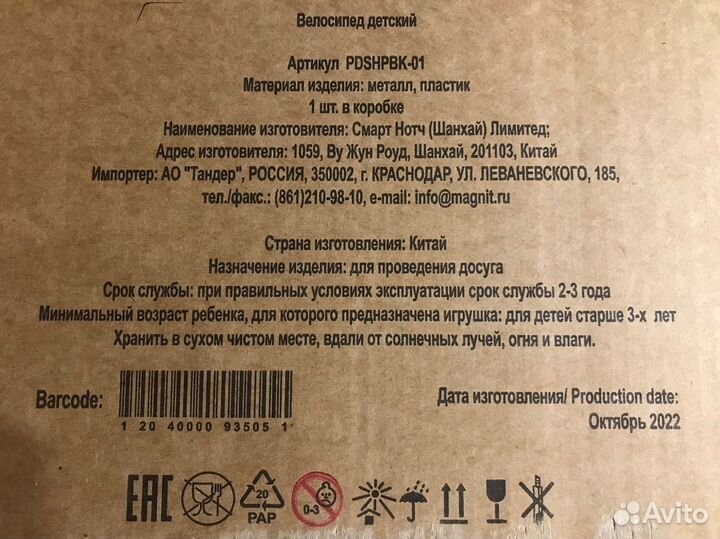 Велосипед детский
Артикул PDSHPBK-01
Материал изделия: металл, пластик
1 шт. в коробке
Наименование изготовителя: Смарт Нотч (Шанхай) Лимитед;
Адрес изготовителя: 1059, Ву Жун Роуд, Шанхай, 201103, Китай
Импортер: АО "Тандер", РОССИЯ, 350002, г. КРАСНОДАР, УЛ. ЛЕВАНЕВСКОГО, 185,
тел./факс.: (861)210-98-10, e-mail: info@magnit.ru
Страна изготовления: Китай
Назначение изделия: для проведения досуга
Срок службы: при правильных условиях эксплуатации срок службы 2-3 года
Минимальный возраст ребенка, для которого предназначена игрушка: для детей старше 3-х лет
Хранить в сухом чистом месте, вдали от солнечных лучей, огня и влаги.
Barcode:
1 20 40000 93505 1
Дата изготовления/ Production date:
Октябрь 2022
EAC
20
PAP
0-3
Avito